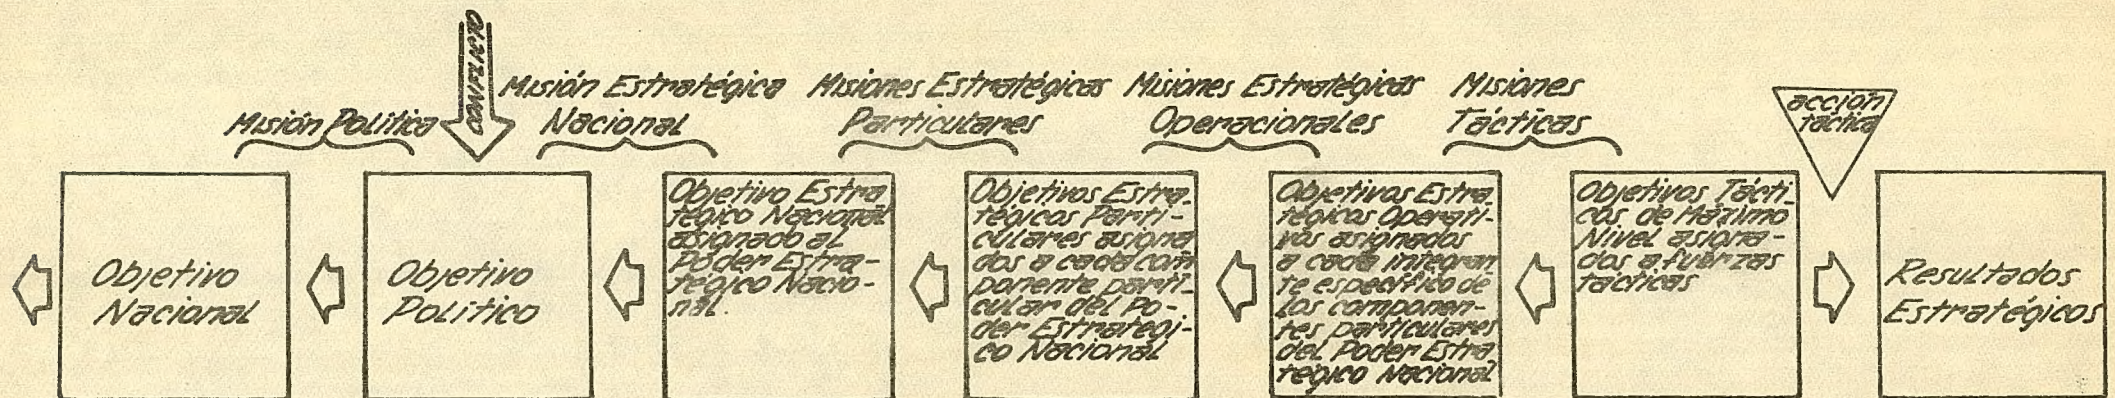 CONFLICTO
Misión Política
Misión Estratégica
Nacional
Misiones Estratégicas
Particulares
Misiones Estratégicas
Operacionales
Misiones
Tácticas
acción
táctica
Objetivo
Nacional
Objetivo
Político
Objetivo Estra
tégico Nacional
asignado al
Poder Estra-
tégico Nacio-
nal.
Objetivos Estra-
tégicos Parti-
culares asigna
dos a cada com
ponente parti-
cular del Po-
der Estratégi-
co Nacional
Objetivos Estra-
tégicos Operati-
vos asignados
a cada integran
te específico de
los componen-
tes particulares
del Poder Estra
tégico Nacional
Objetivos Tácti-
cos de Máximo
Nivel asigna-
dos a fuerzas
tácticas
Resultados
Estratégicos